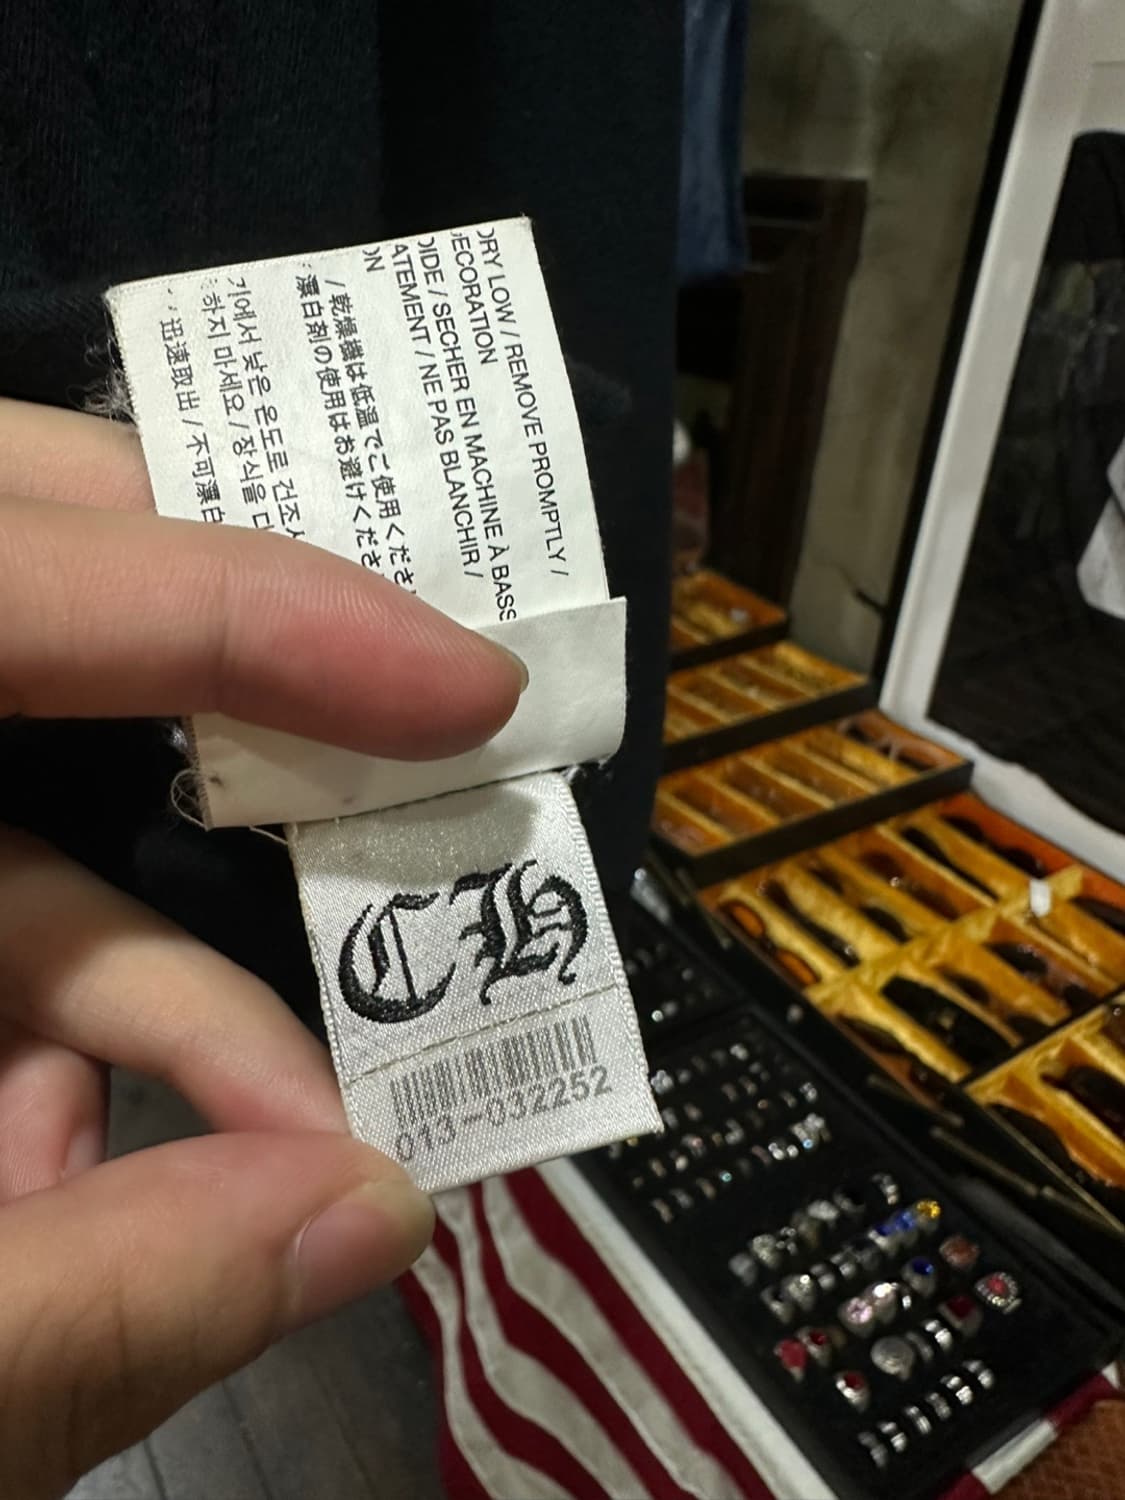 DRY LOW / REMOVE PROMPTLY /
DECORATION
OIDE / SECHER EN MACHINE À BASS
ATEMENT / NE PAS BLANCHIR /
ON
/ 乾燥機は低温でご使用くださ
漂白剤の使用はお避けくださ
기에서 낮은 온도로 건조시
하지 마세요 / 장식을 다
迅速取出 / 不可漂白
CH
013-032252